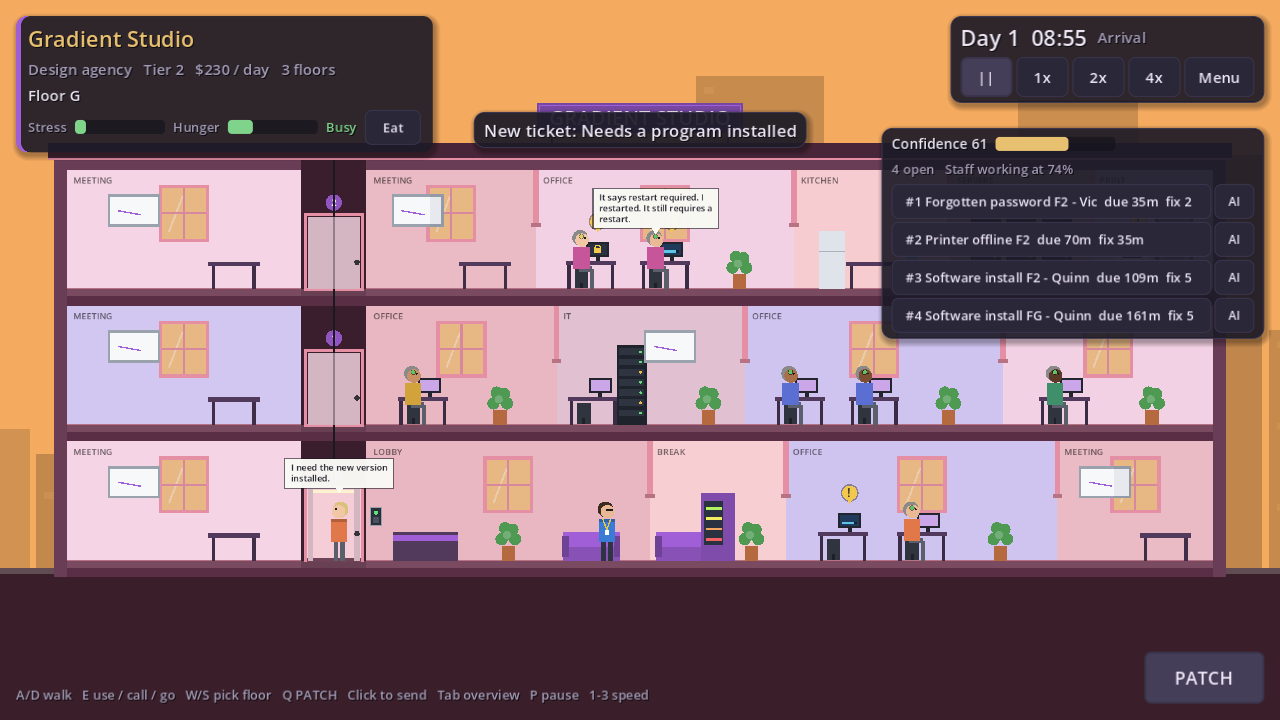 Gradient Studio
Design agency Tier 2 $230 / day 3 floors
Floor G
Stress Hunger Busy Eat
Day 1 08:55 Arrival
|| 1x 2x 4x Menu
GRADIENT STUDIO
New ticket: Needs a program installed
Confidence 61
4 open Staff working at 74%
#1 Forgotten password F2 - Vic due 35m fix 2 AI
#2 Printer offline F2 due 70m fix 35m AI
#3 Software install F2 - Quinn due 109m fix 5 AI
#4 Software install FG - Quinn due 161m fix 5 AI
MEETING
MEETING
OFFICE
KITCHEN
It says restart required. I
restarted. It still requires a
restart.
MEETING
OFFICE
IT
OFFICE
MEETING
LOBBY
BREAK
OFFICE
MEETING
I need the new version
installed.
A/D walk E use / call / go W/S pick floor Q PATCH Click to send Tab overview P pause 1-3 speed
PATCH